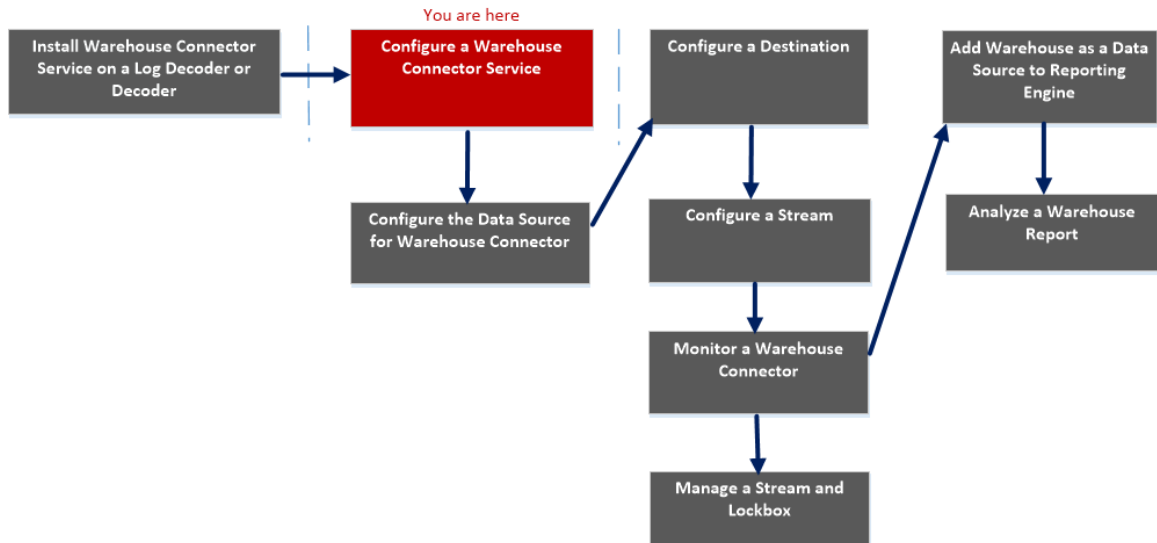 You are here
Install Warehouse Connector
Service on a Log Decoder or
Decoder
Configure a Warehouse
Connector Service
Configure the Data Source
for Warehouse Connector
Configure a Destination
Configure a Stream
Monitor a Warehouse
Connector
Manage a Stream and
Lockbox
Add Warehouse as a Data
Source to Reporting
Engine
Analyze a Warehouse
Report